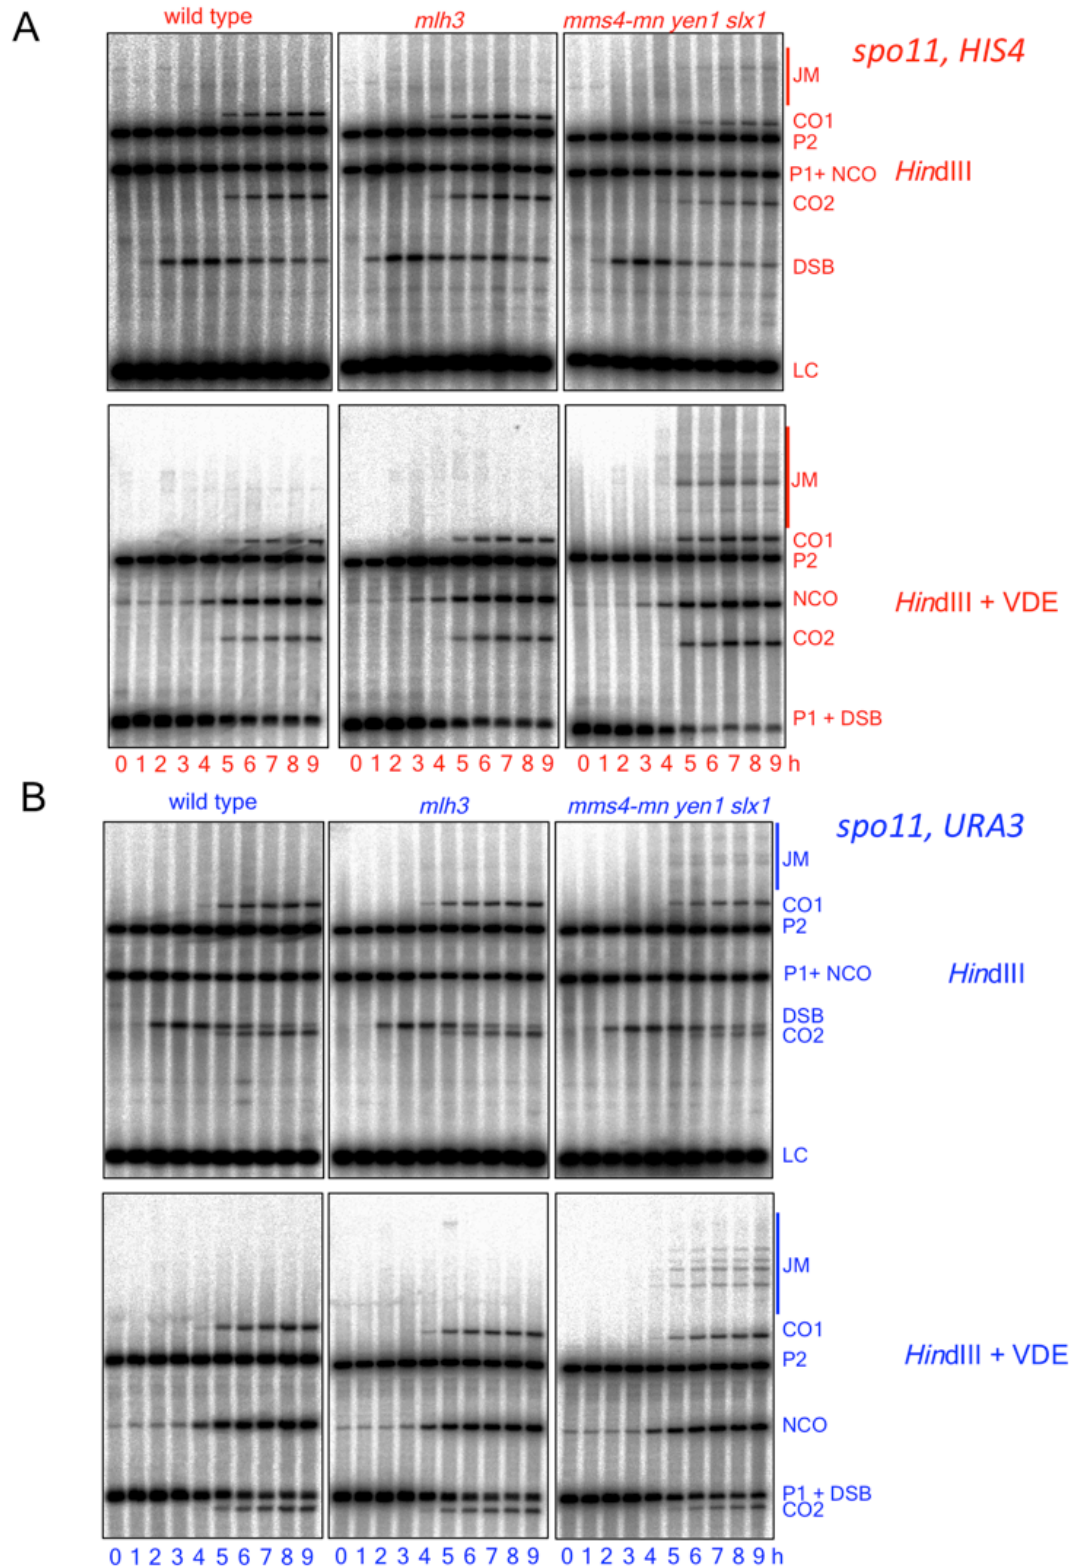 A
wild type
mlh3
mms4-mn yen1 slx1
spo11, HIS4
JM
CO1
P2
P1+ NCO
HindIII
CO2
DSB
LC
JM
CO1
P2
NCO
HindIII + VDE
CO2
P1 + DSB
0 1 2 3 4 5 6 7 8 9 0 1 2 3 4 5 6 7 8 9 0 1 2 3 4 5 6 7 8 9 h
B
wild type
mlh3
mms4-mn yen1 slx1
spo11, URA3
JM
CO1
P2
P1+ NCO
HindIII
DSB
CO2
LC
JM
CO1
P2
HindIII + VDE
NCO
P1 + DSB
CO2
0 1 2 3 4 5 6 7 8 9 0 1 2 3 4 5 6 7 8 9 0 1 2 3 4 5 6 7 8 9 h